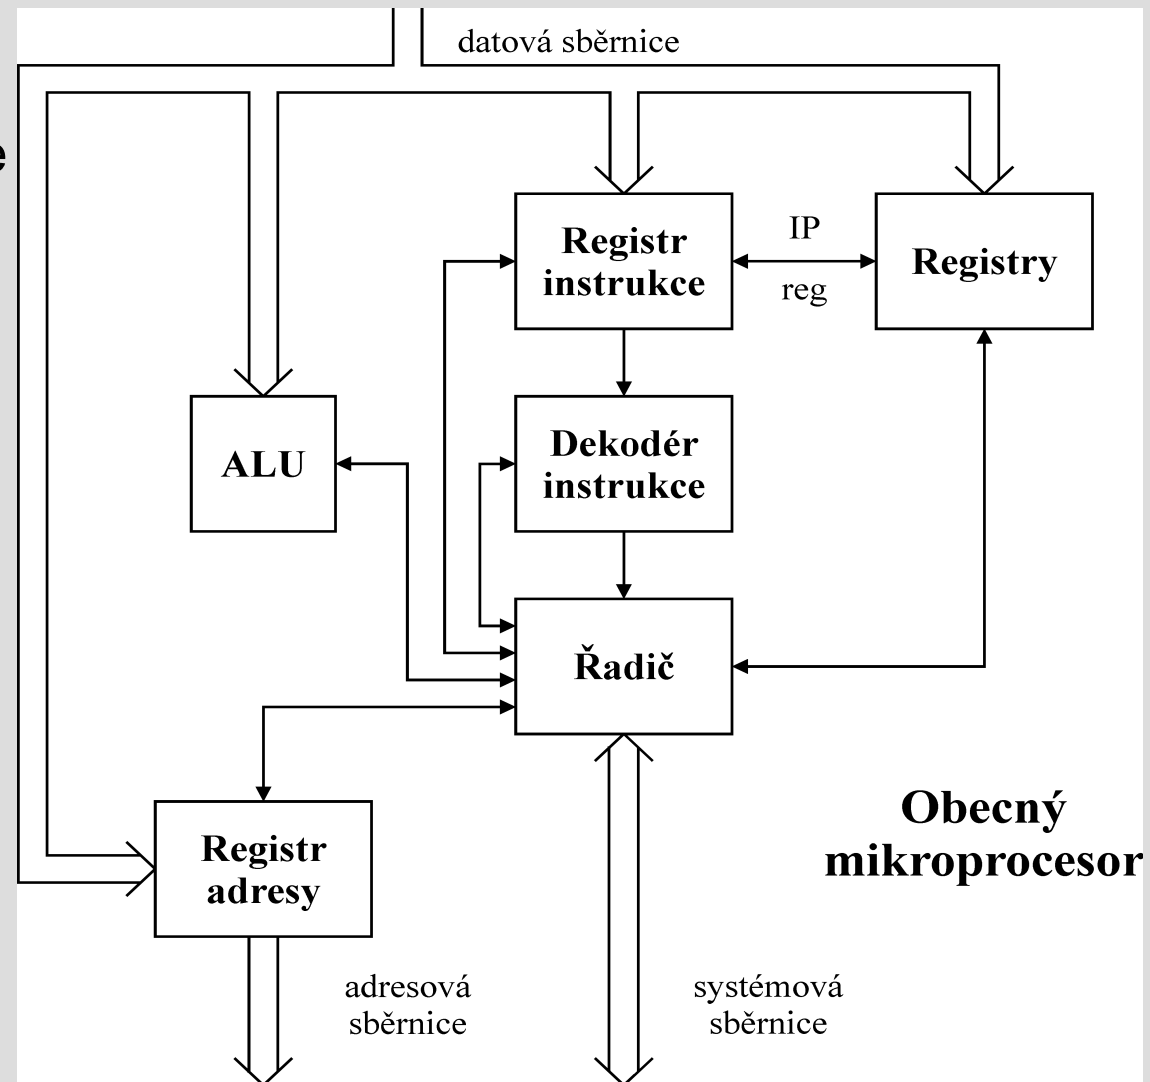 datová sběrnice
e
Registr
instrukce
IP
reg
Registry
ALU
Dekodér
instrukce
Řadič
Obecný
mikroprocesor
Registr
adresy
adresová
sběrnice
systémová
sběrnice